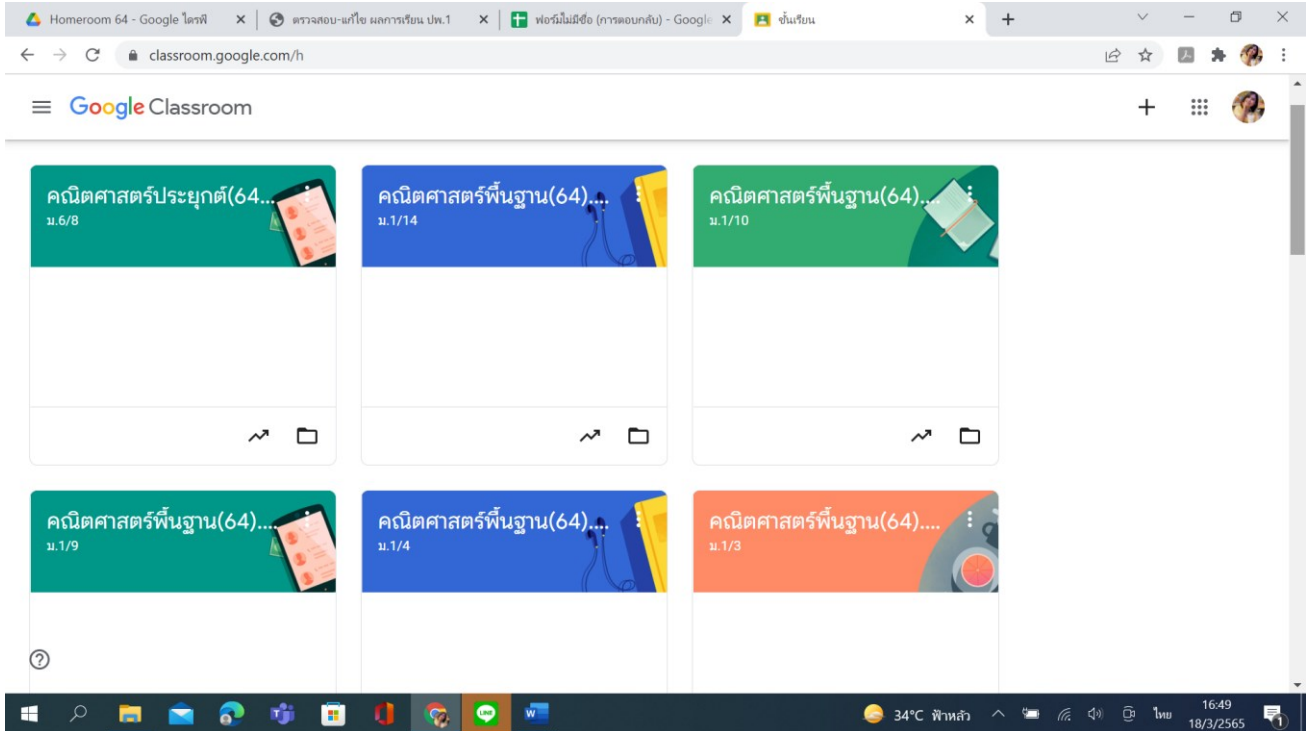 Homeroom 64 - Google ไดรฟ์
ตรวจสอบ-แก้ไข ผลการเรียน ปพ.1
ฟอร์มไม่มีชื่อ (การตอบกลับ) - Google
ชั้นเรียน
classroom.google.com/h
Google Classroom
คณิตศาสตร์ประยุกต์(64...
ม.6/8
คณิตศาสตร์พื้นฐาน(64)....
ม.1/14
คณิตศาสตร์พื้นฐาน(64)....
ม.1/10
คณิตศาสตร์พื้นฐาน(64)....
ม.1/9
คณิตศาสตร์พื้นฐาน(64)....
ม.1/4
คณิตศาสตร์พื้นฐาน(64)....
ม.1/3
LINE
34°C ฟ้าหลัว
ไทย
16:49
18/3/2565
1